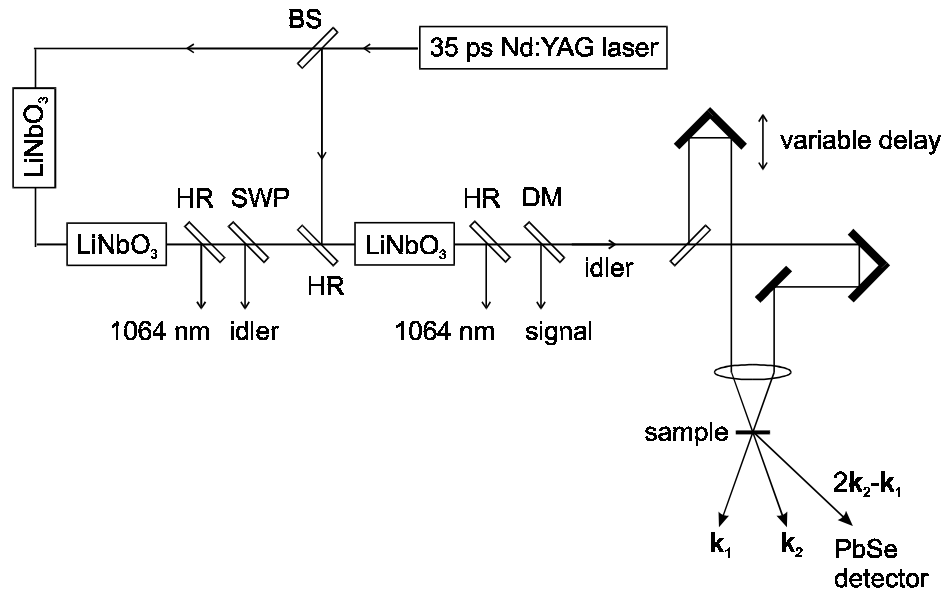 BS
35 ps Nd:YAG laser
LiNbO₃
variable delay
HR SWP
HR DM
LiNbO₃
LiNbO₃
HR
idler
1064 nm idler
1064 nm signal
sample
2k₂-k₁
k₁ k₂
PbSe
detector